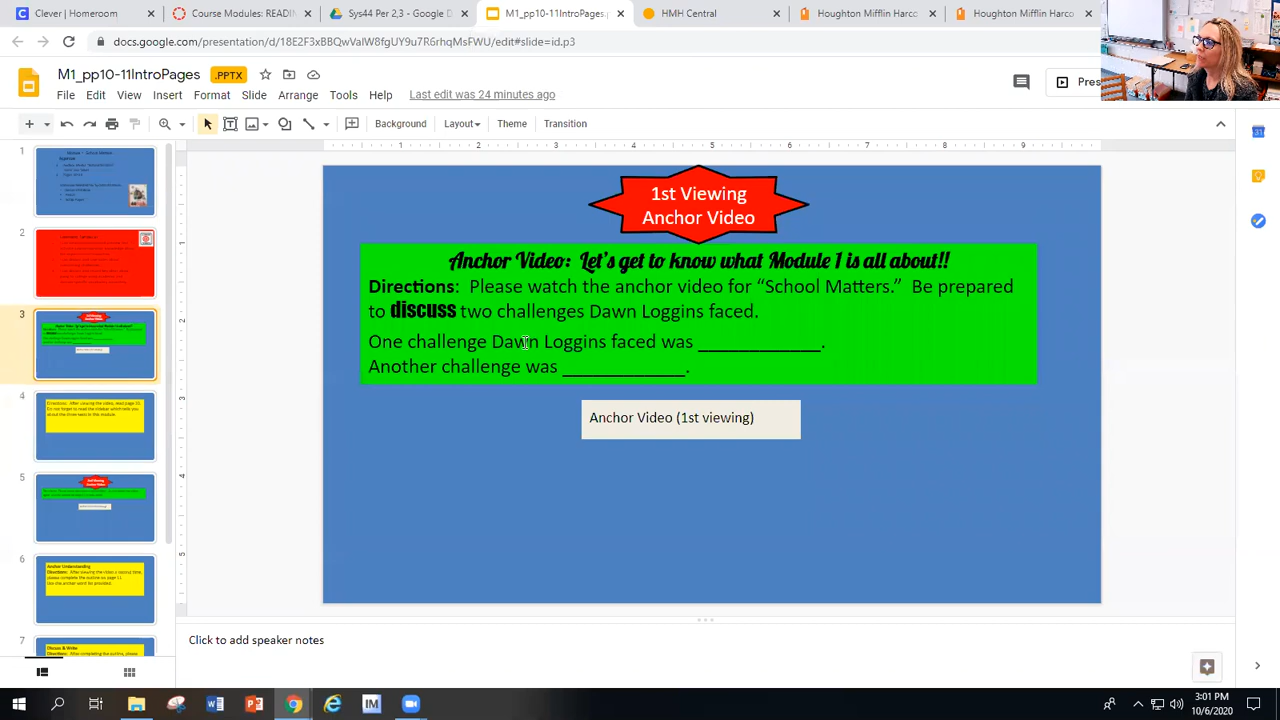 Clever | Homeroom
Course Modules: READIN
Sys44 Per 2,3 - Google D
M1_pp10-11IntroPages
HMH Central
Houghton Mifflin Harco
Houghton Mifflin Harco
docs.google.com/presentation/d/18E2F3xBBQwValW8fgL39u7R6rhqMsFWU/edit#slide=id.p3
M1_pp10-11IntroPages .PPTX
File Edit View Insert Format Slide Arrange Tools Help Last edit was 24 minutes ago
Pres
Background Layout Theme Transition
1st Viewing
Anchor Video
Anchor Video: Let's get to know what Module 1 is all about!!
Directions: Please watch the anchor video for “School Matters.” Be prepared
to discuss two challenges Dawn Loggins faced.
One challenge Dawn Loggins faced was ____________.
Another challenge was ____________.
Anchor Video (1st viewing)
Click to add speaker notes
3:01 PM
10/6/2020